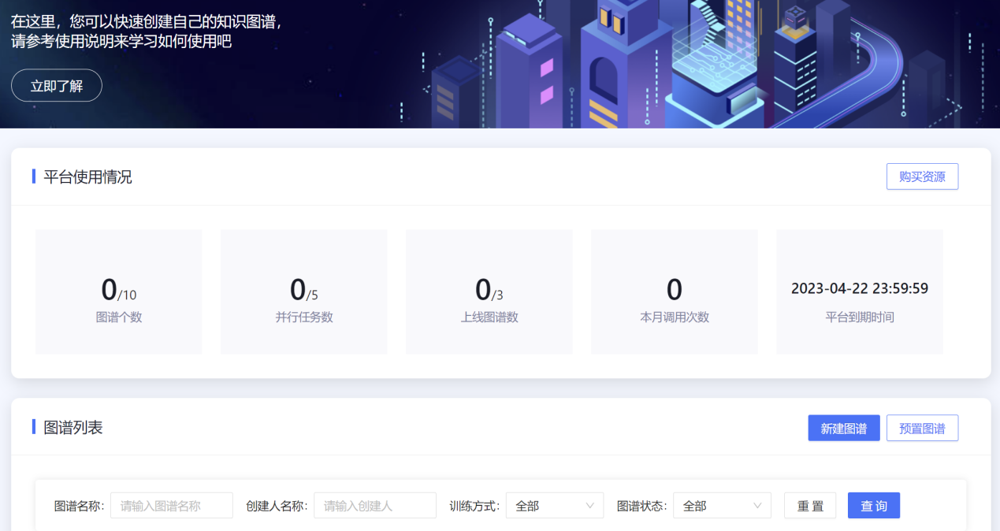 在这里，您可以快速创建自己的知识图谱，
请参考使用说明来学习如何使用吧
立即了解
平台使用情况
购买资源
0/10
图谱个数
0/5
并行任务数
0/3
上线图谱数
0
本月调用次数
2023-04-22 23:59:59
平台到期时间
图谱列表
新建图谱
预置图谱
图谱名称: 请输入图谱名称 创建人名称: 请输入创建人 训练方式: 全部 图谱状态: 全部 重 置 查 询